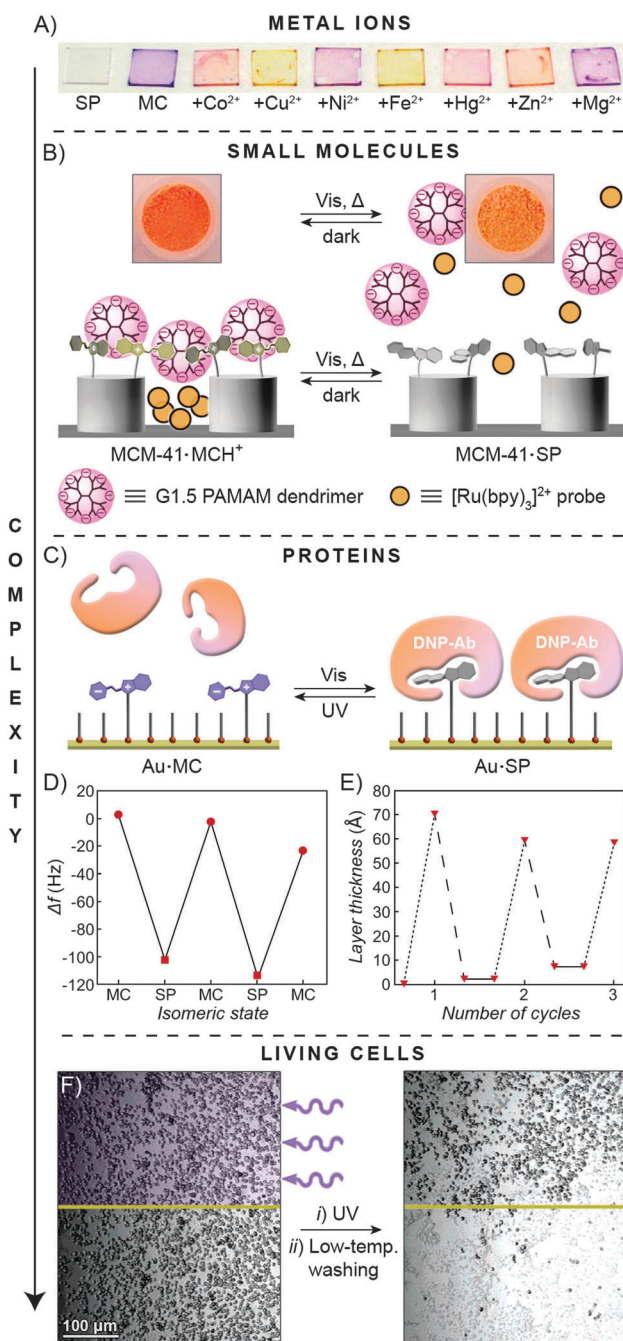 A)
METAL IONS
SP MC +Co²⁺ +Cu²⁺ +Ni²⁺ +Fe²⁺ +Hg²⁺ +Zn²⁺ +Mg²⁺
B)
SMALL MOLECULES
Vis, Δ
dark
Vis, Δ
dark
MCM-41·MCH⁺
MCM-41·SP
≡ G1.5 PAMAM dendrimer
≡ [Ru(bpy)₃]²⁺ probe
COMPLEXITY
C)
PROTEINS
DNP-Ab
DNP-Ab
Vis
UV
Au·MC
Au·SP
D)
Δf (Hz)
20
0
-20
-40
-60
-80
-100
-120
MC SP MC SP MC
Isomeric state
E)
Layer thickness (Å)
80
70
60
50
40
30
20
10
0
1 2 3
Number of cycles
LIVING CELLS
F)
i) UV
ii) Low-temp.
washing
100 µm